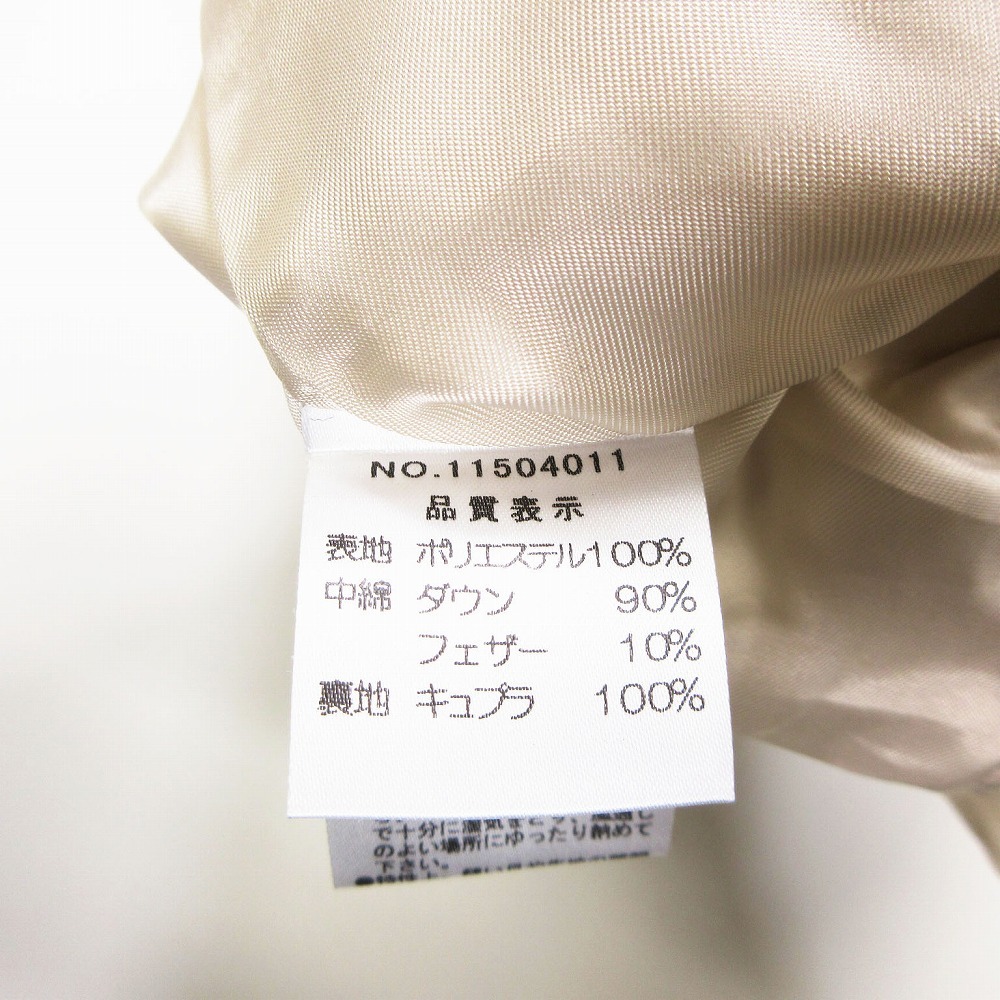 NO.11504011
品質表示
表地 ポリエステル100%
中綿 ダウン 90%
フェザー 10%
裏地 キュプラ 100%
で十分に湿気をとり、風通し
のよい場所にゆったり納めて
下さい。